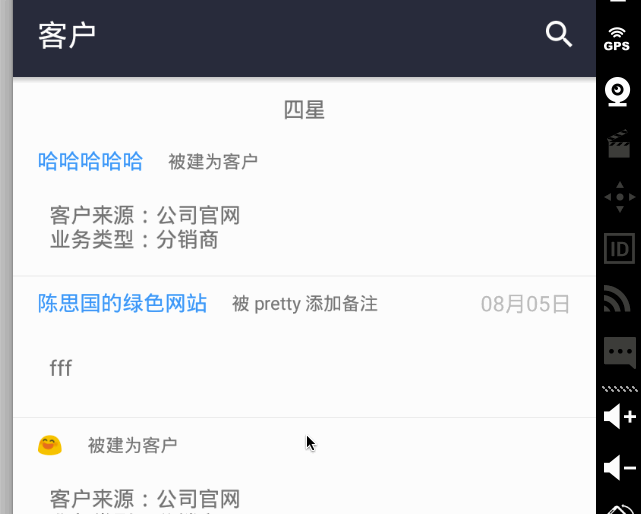 客户
GPS
四星
哈哈哈哈哈 被建为客户
客户来源：公司官网
业务类型：分销商
ID
陈思国的绿色网站 被 pretty 添加备注 08月05日
fff
被建为客户
客户来源：公司官网